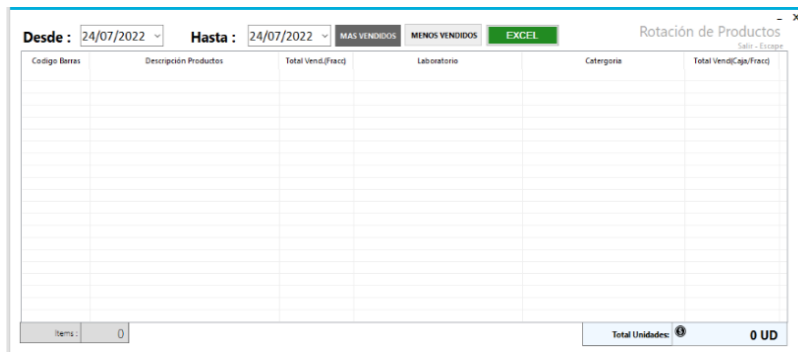 Desde : 24/07/2022 Hasta : 24/07/2022 MAS VENDIDOS MENOS VENDIDOS EXCEL Rotación de Productos
Salir - Escape
Codigo Barras Descripción Productos Total Vend.(Fracc) Laboratorio Catergoria Total Vend(Caja/Fracc)
Items : 0 Total Unidades: 0 UD